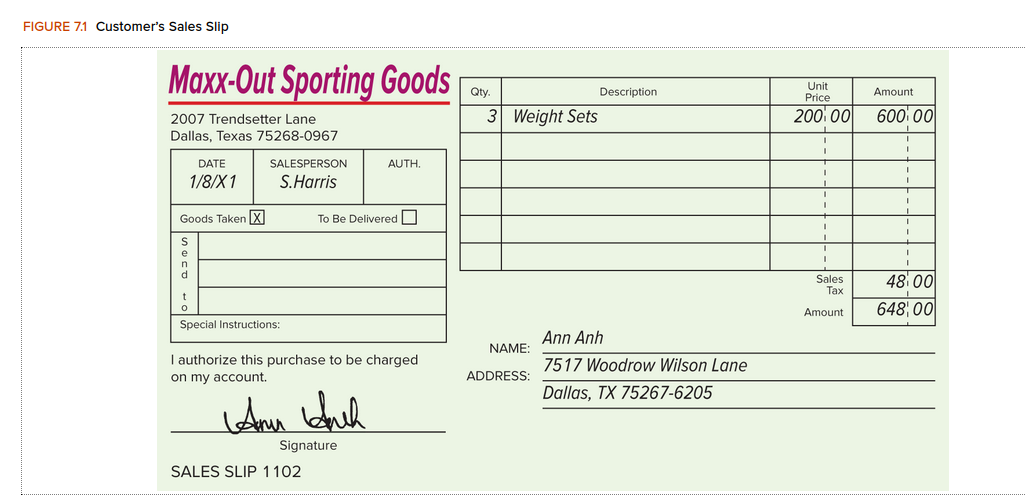 FIGURE 7.1 Customer's Sales Slip
Maxx-Out Sporting Goods
2007 Trendsetter Lane
Dallas, Texas 75268-0967
DATE SALESPERSON AUTH.
1/8/X1 S.Harris
Goods Taken X To Be Delivered
Send to
Special Instructions:
I authorize this purchase to be charged
on my account.
Ann Anh
Signature
SALES SLIP 1102
Qty. Description Unit Price Amount
3 Weight Sets 200 00 600 00
Sales Tax 48 00
Amount 648 00
NAME: Ann Anh
ADDRESS: 7517 Woodrow Wilson Lane
Dallas, TX 75267-6205